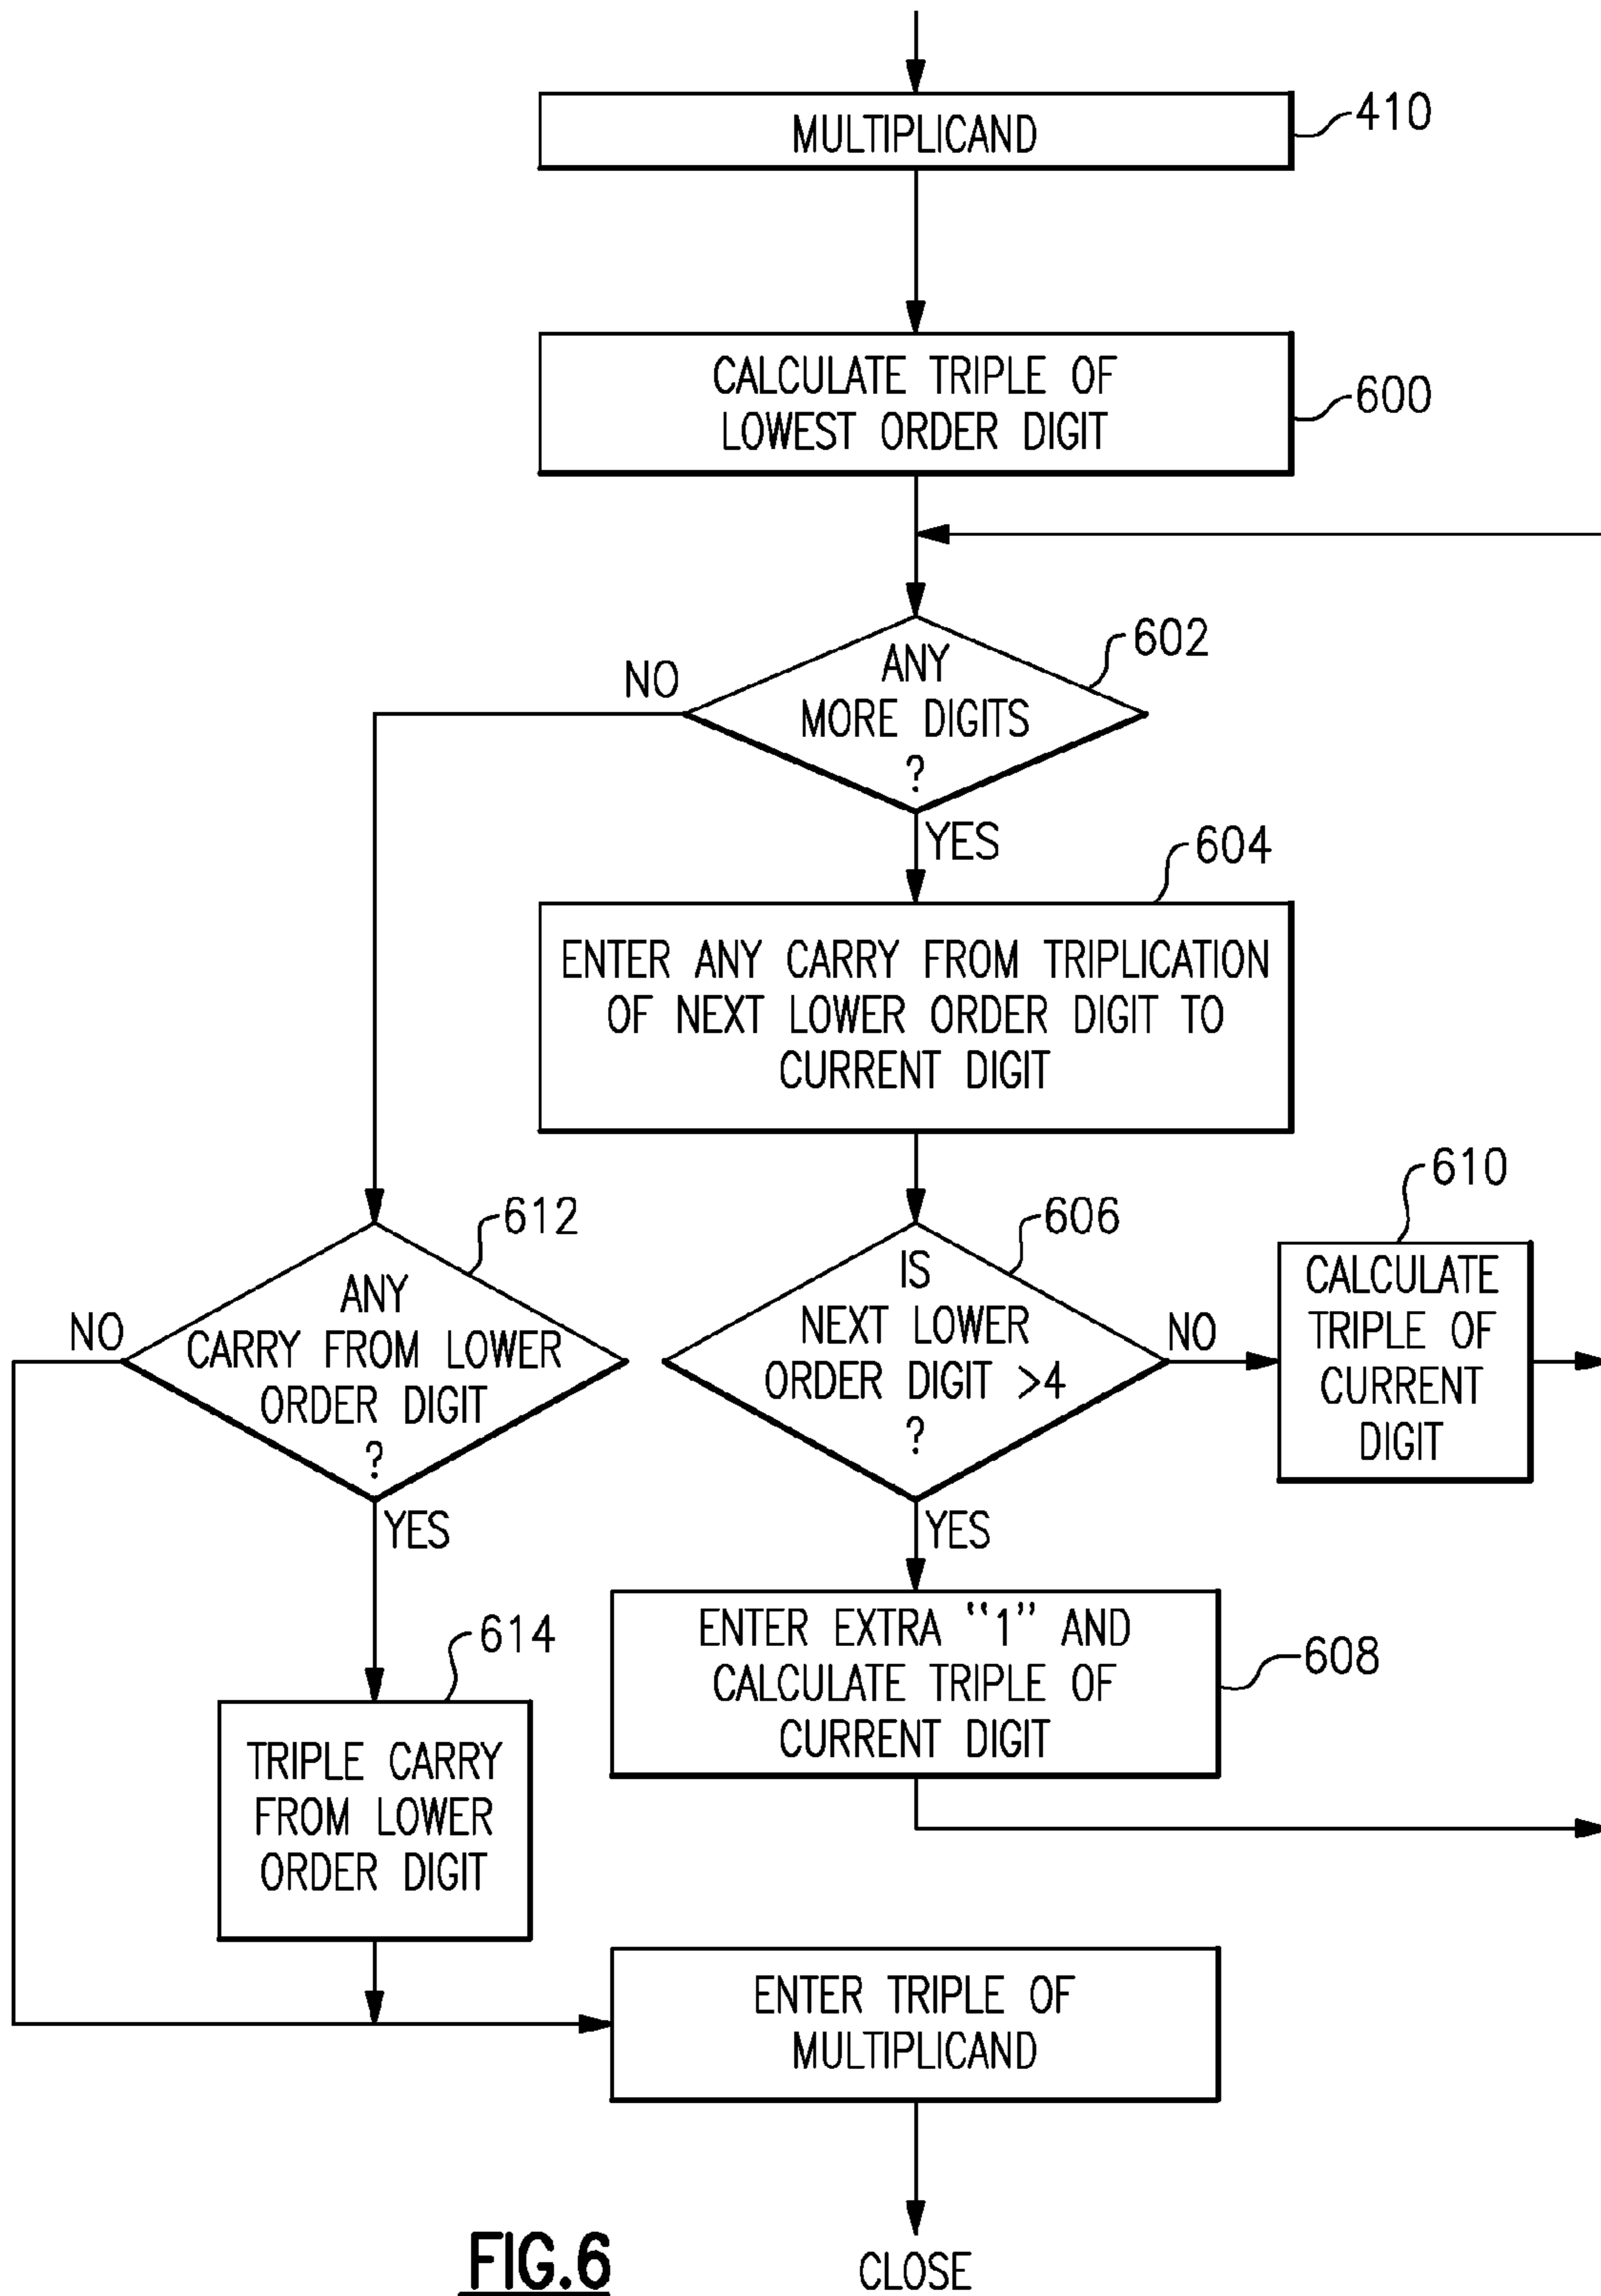 MULTIPLICAND
410
CALCULATE TRIPLE OF
LOWEST ORDER DIGIT
600
602
NO
ANY
MORE DIGITS
?
YES
604
ENTER ANY CARRY FROM TRIPLICATION
OF NEXT LOWER ORDER DIGIT TO
CURRENT DIGIT
612
ANY
CARRY FROM LOWER
ORDER DIGIT
?
NO
YES
606
IS
NEXT LOWER
ORDER DIGIT >4
?
NO
YES
610
CALCULATE
TRIPLE OF
CURRENT
DIGIT
614
TRIPLE CARRY
FROM LOWER
ORDER DIGIT
ENTER EXTRA "1" AND
CALCULATE TRIPLE OF
CURRENT DIGIT
608
ENTER TRIPLE OF
MULTIPLICAND
CLOSE
FIG.6